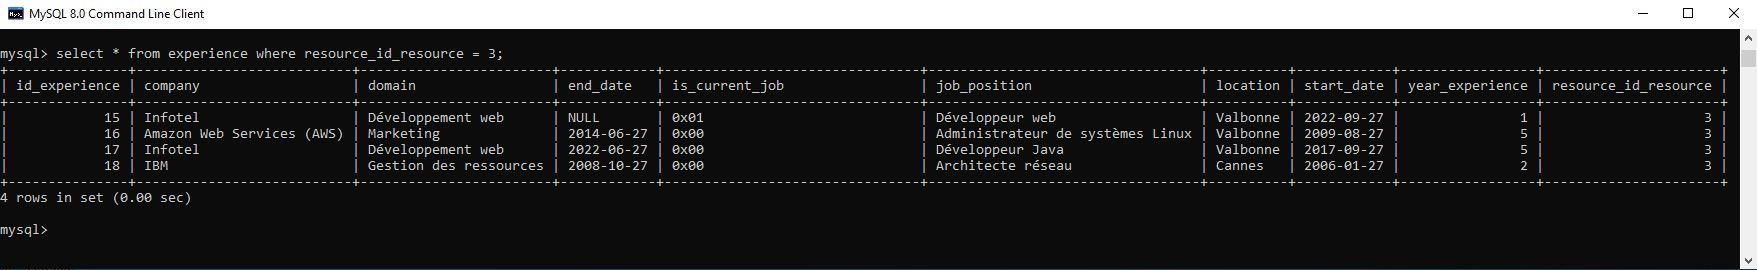 MySQL 8.0 Command Line Client
mysql> select * from experience where resource_id_resource = 3;
+---------------+---------------------------+------------------------+------------+--------------------------------+----------------------------------+----------+------------+-----------------+----------------------+
| id_experience | company | domain | end_date | is_current_job | job_position | location | start_date | year_experience | resource_id_resource |
+---------------+---------------------------+------------------------+------------+--------------------------------+----------------------------------+----------+------------+-----------------+----------------------+
| 15 | Infotel | Développement web | NULL | 0x01 | Développeur web | Valbonne | 2022-09-27 | 1 | 3 |
| 16 | Amazon Web Services (AWS) | Marketing | 2014-06-27 | 0x00 | Administrateur de systèmes Linux | Valbonne | 2009-08-27 | 5 | 3 |
| 17 | Infotel | Développement web | 2022-06-27 | 0x00 | Développeur Java | Valbonne | 2017-09-27 | 5 | 3 |
| 18 | IBM | Gestion des ressources | 2008-10-27 | 0x00 | Architecte réseau | Cannes | 2006-01-27 | 2 | 3 |
+---------------+---------------------------+------------------------+------------+--------------------------------+----------------------------------+----------+------------+-----------------+----------------------+
4 rows in set (0.00 sec)
mysql>